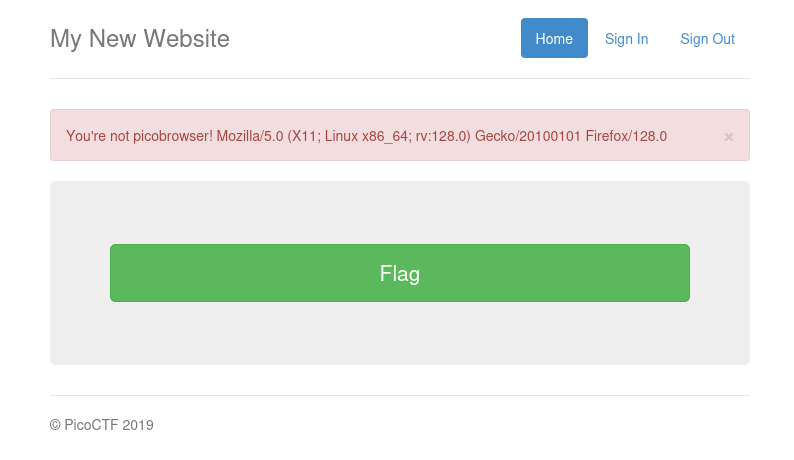 My New Website
Home
Sign In
Sign Out
You're not picobrowser! Mozilla/5.0 (X11; Linux x86_64; rv:128.0) Gecko/20100101 Firefox/128.0
×
Flag
© PicoCTF 2019